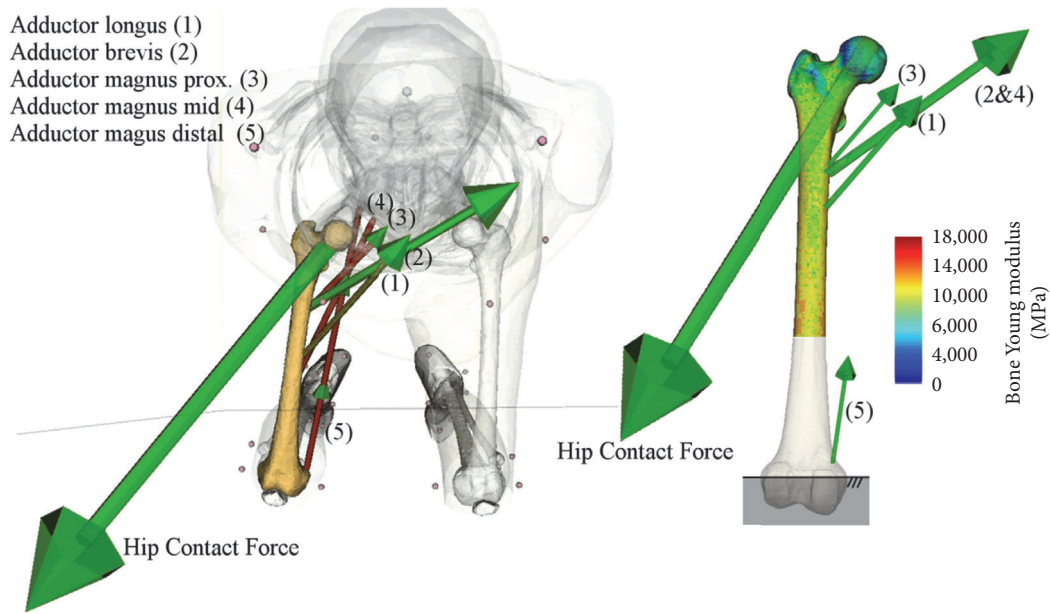 Adductor longus (1)
Adductor brevis (2)
Adductor magnus prox. (3)
Adductor magnus mid (4)
Adductor magus distal (5)
(4)
(3)
(2)
(1)
(5)
Hip Contact Force
(3)
(2&4)
(1)
18,000
14,000
10,000
6,000
4,000
0
Bone Young modulus
(MPa)
(5)
Hip Contact Force